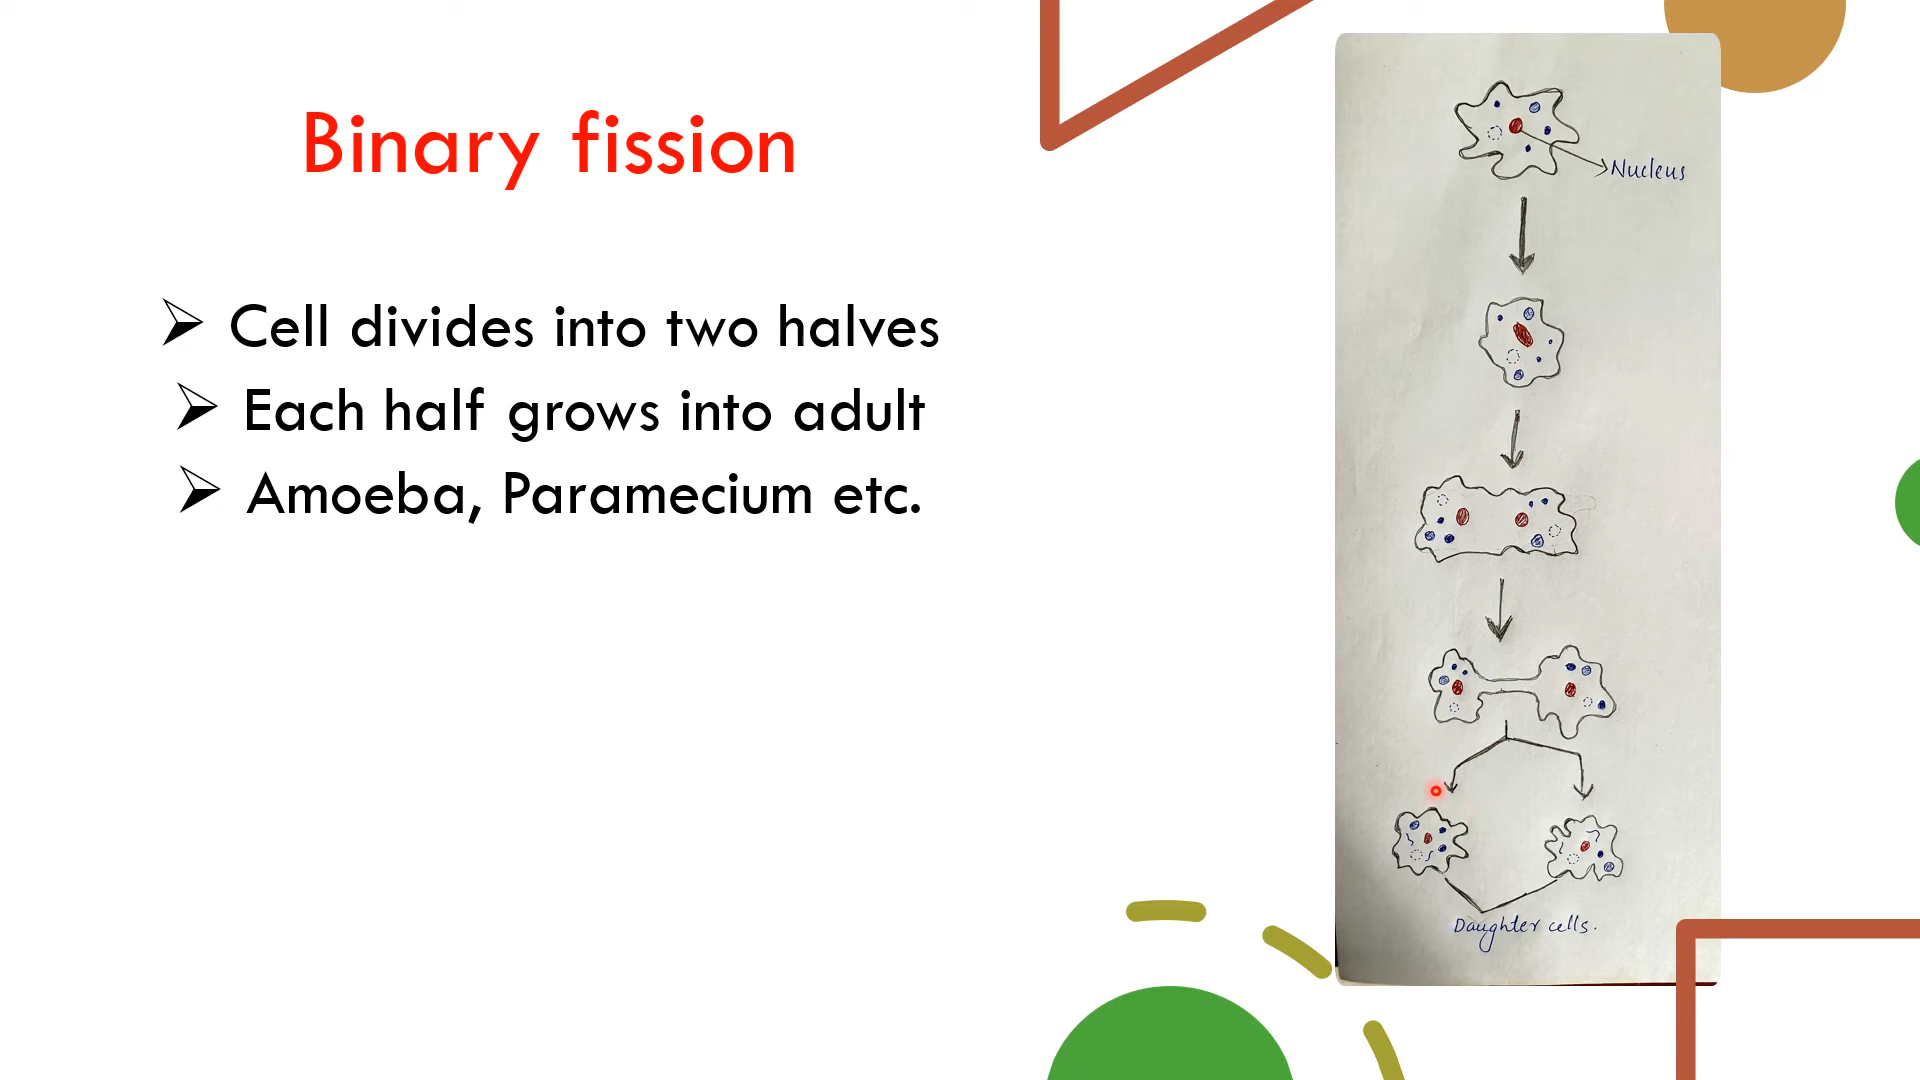 Binary fission
Cell divides into two halves
Each half grows into adult
Amoeba, Paramecium etc.
Nucleus
Daughter cells.